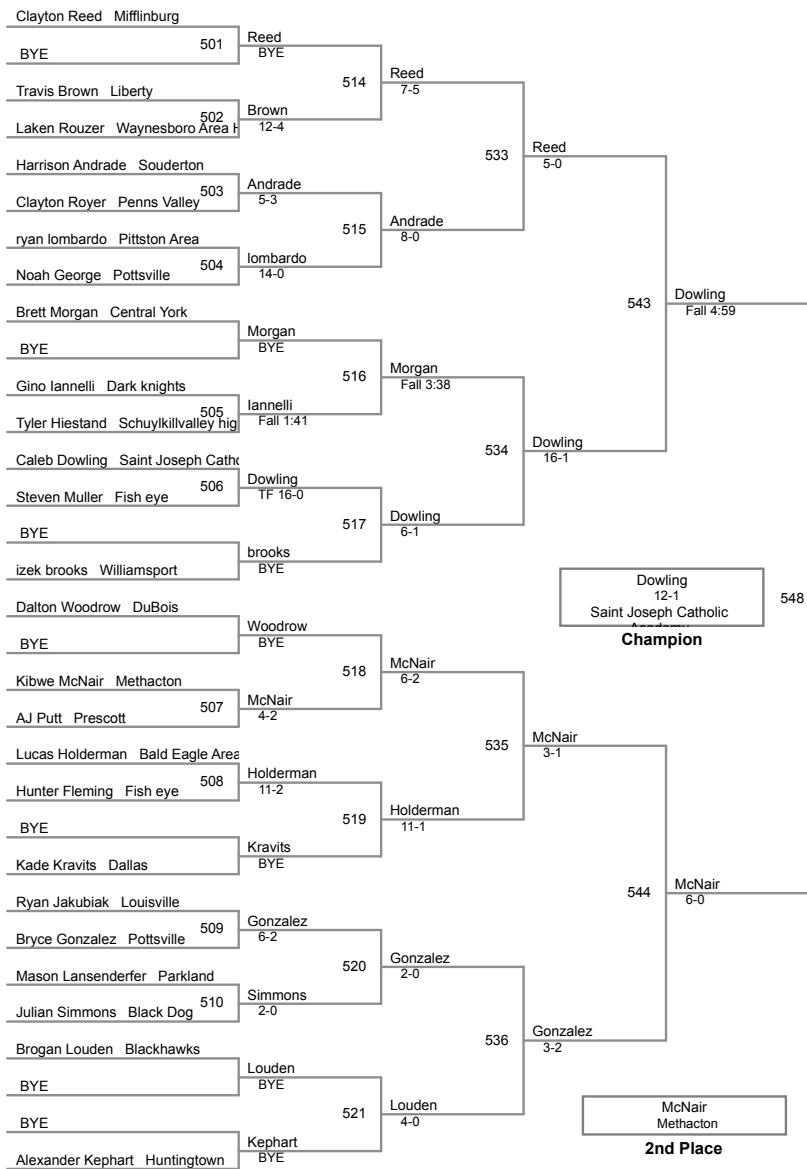 Clayton Reed Mifflinburg
501
BYE
Reed
BYE
514
Travis Brown Liberty
502
Laken Rouzer Waynesboro Area H
Brown
12-4
Reed
7-5
533
Harrison Andrade Souderton
503
Clayton Royer Penns Valley
Andrade
5-3
515
ryan lombardo Pittston Area
504
Noah George Pottsville
lombardo
14-0
Andrade
8-0
Reed
5-0
543
Brett Morgan Central York
BYE
Morgan
BYE
516
Gino Iannelli Dark knights
505
Tyler Hiestand Schuylkillvalley hig
Iannelli
Fall 1:41
Morgan
Fall 3:38
534
Caleb Dowling Saint Joseph Catho
506
Steven Muller Fish eye
Dowling
TF 16-0
517
BYE
izek brooks Williamsport
brooks
BYE
Dowling
6-1
Dowling
16-1
Dowling
Fall 4:59
Dowling
12-1
Saint Joseph Catholic
548
Champion
Dalton Woodrow DuBois
BYE
Woodrow
BYE
518
Kibwe McNair Methacton
507
AJ Putt Prescott
McNair
4-2
McNair
6-2
535
Lucas Holderman Bald Eagle Area
508
Hunter Fleming Fish eye
Holderman
11-2
519
BYE
Kade Kravits Dallas
Kravits
BYE
Holderman
11-1
McNair
3-1
544
Ryan Jakubiak Louisville
509
Bryce Gonzalez Pottsville
Gonzalez
6-2
520
Mason Lansenderfer Parkland
510
Julian Simmons Black Dog
Simmons
2-0
Gonzalez
2-0
536
Brogan Louden Blackhawks
BYE
Louden
BYE
521
BYE
Alexander Kephart Huntingtown
Kephart
BYE
Louden
4-0
Gonzalez
3-2
McNair
6-0
McNair
Methacton
2nd Place